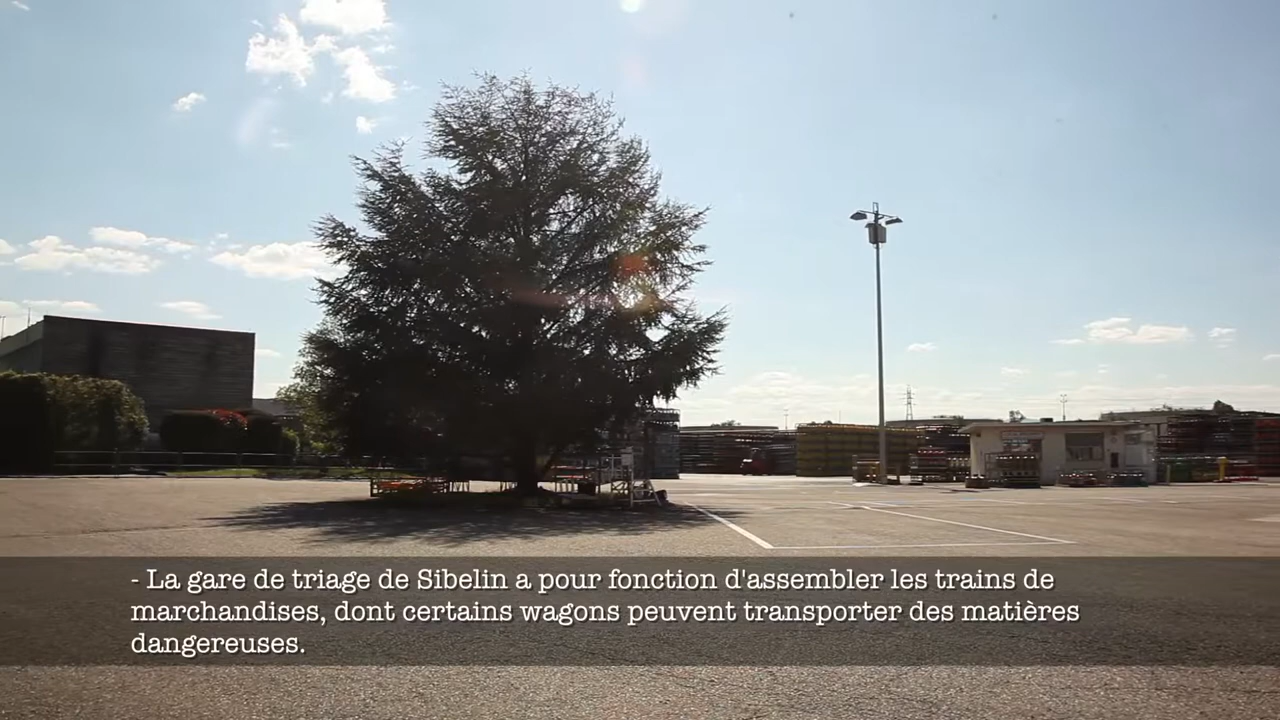 - La gare de triage de Sibelin a pour fonction d'assembler les trains de
marchandises, dont certains wagons peuvent transporter des matières
dangereuses.